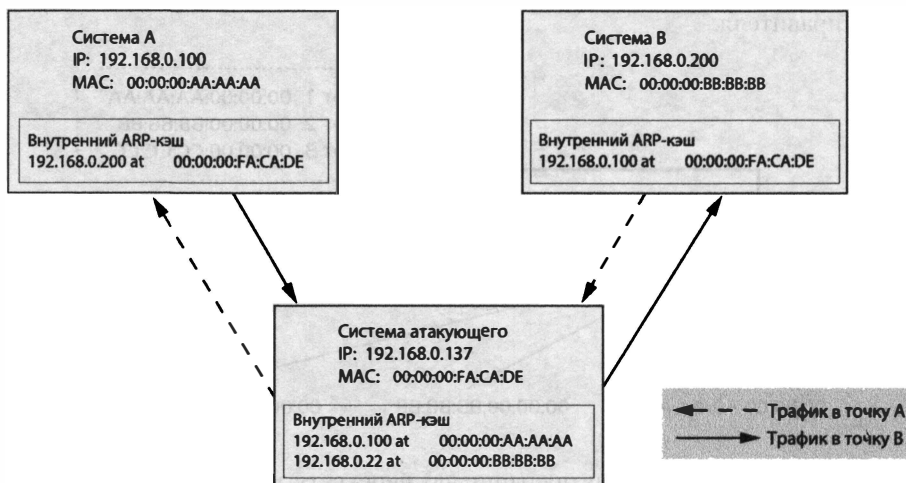 Система A
IP: 192.168.0.100
MAC: 00:00:00:AA:AA:AA
Внутренний ARP-кэш
192.168.0.200 at 00:00:00:FA:CA:DE
Система B
IP: 192.168.0.200
MAC: 00:00:00:BB:BB:BB
Внутренний ARP-кэш
192.168.0.100 at 00:00:00:FA:CA:DE
Система атакующего
IP: 192.168.0.137
MAC: 00:00:00:FA:CA:DE
Внутренний ARP-кэш
192.168.0.100 at 00:00:00:AA:AA:AA
192.168.0.22 at 00:00:00:BB:BB:BB
Трафик в точку A
Трафик в точку B